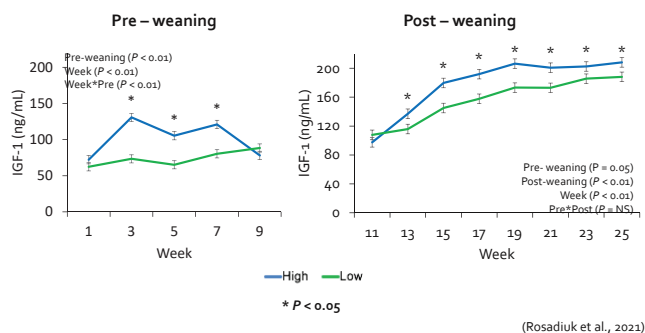 Pre – weaning
Pre-weaning (P < 0.01)
Week (P < 0.01)
Week*Pre (P < 0.01)
IGF-1 (ng/mL)
200
150
100
50
0
* * *
1 3 5 7 9
Week
Post – weaning
IGF-1 (ng/mL)
200
160
120
80
40
0
* * * * * * *
Pre- weaning (P = 0.05)
Post-weaning (P < 0.01)
Week (P < 0.01)
Pre*Post (P = NS)
11 13 15 17 19 21 23 25
Week
High Low
* P < 0.05
(Rosadiuk et al., 2021)